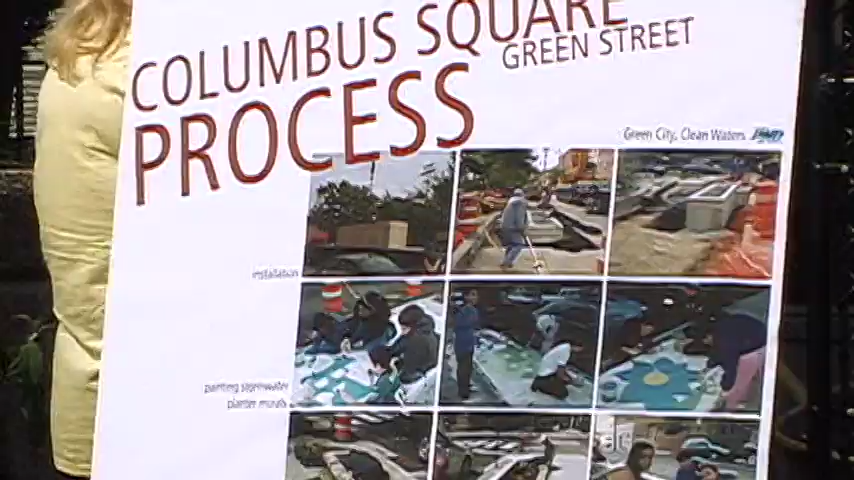 COLUMBUS SQUARE
GREEN STREET
PROCESS
Green City, Clean Waters
installation
painting stormwater
planter murals